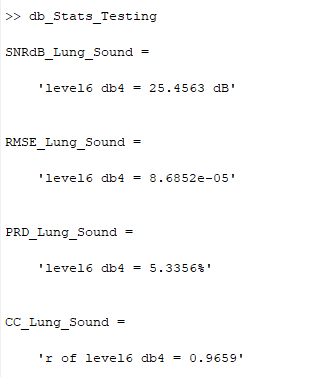 >> db_Stats_Testing
SNRdB_Lung_Sound =
'level6 db4 = 25.4563 dB'
RMSE_Lung_Sound =
'level6 db4 = 8.6852e-05'
PRD_Lung_Sound =
'level6 db4 = 5.3356%'
CC_Lung_Sound =
'r of level6 db4 = 0.9659'